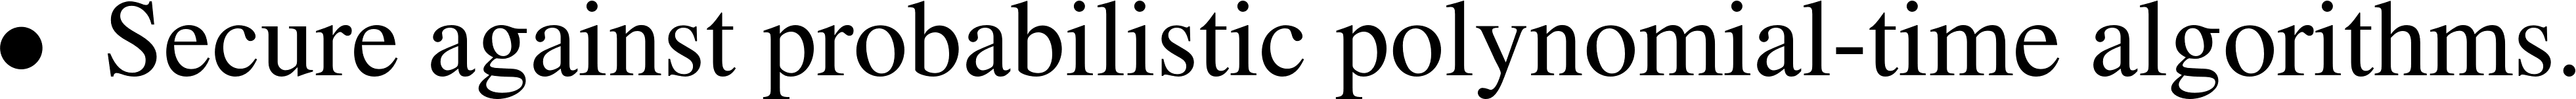 • Secure against probabilistic polynomial-time algorithms.